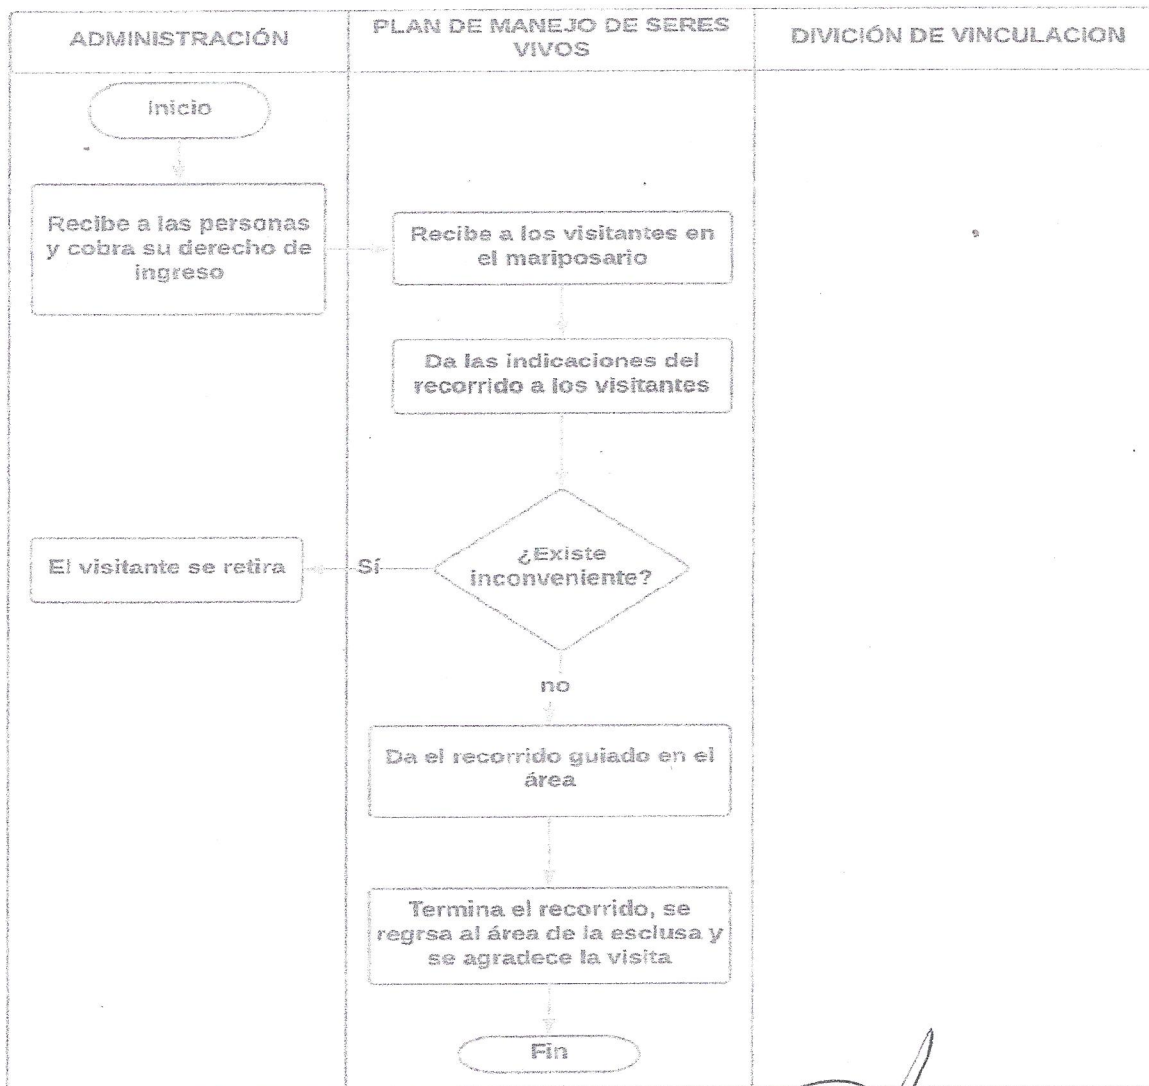 ADMINISTRACIÓN
PLAN DE MANEJO DE SERES
VIVOS
DIVICIÓN DE VINCULACION
Inicio
Recibe a las personas
y cobra su derecho de
ingreso
Recibe a los visitantes en
el mariposario
Da las indicaciones del
recorrido a los visitantes
¿Existe
inconveniente?
Sí
El visitante se retira
no
Da el recorrido guiado en el
área
Termina el recorrido, se
regrsa al área de la esclusa y
se agradece la visita
Fin